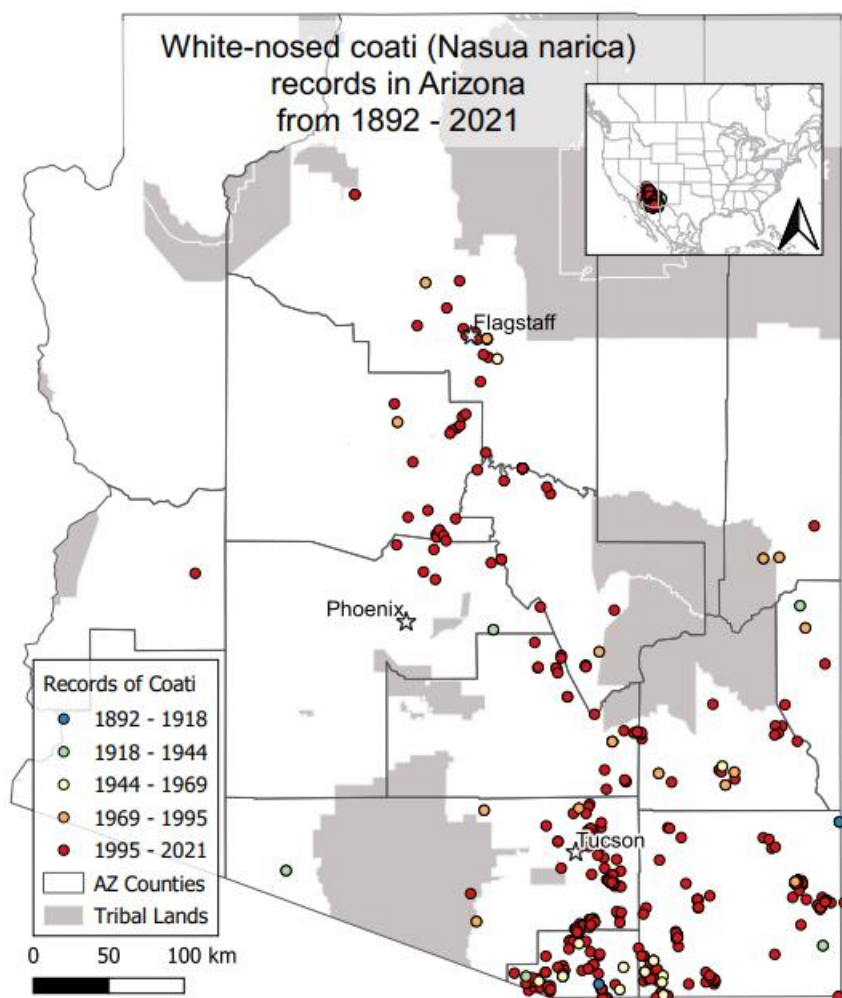 White-nosed coati (Nasua narica)
records in Arizona
from 1892 - 2021
Flagstaff
Phoenix
Records of Coati
1892 - 1918
1918 - 1944
1944 - 1969
1969 - 1995
1995 - 2021
AZ Counties
Tribal Lands
Tucson
0 50 100 km